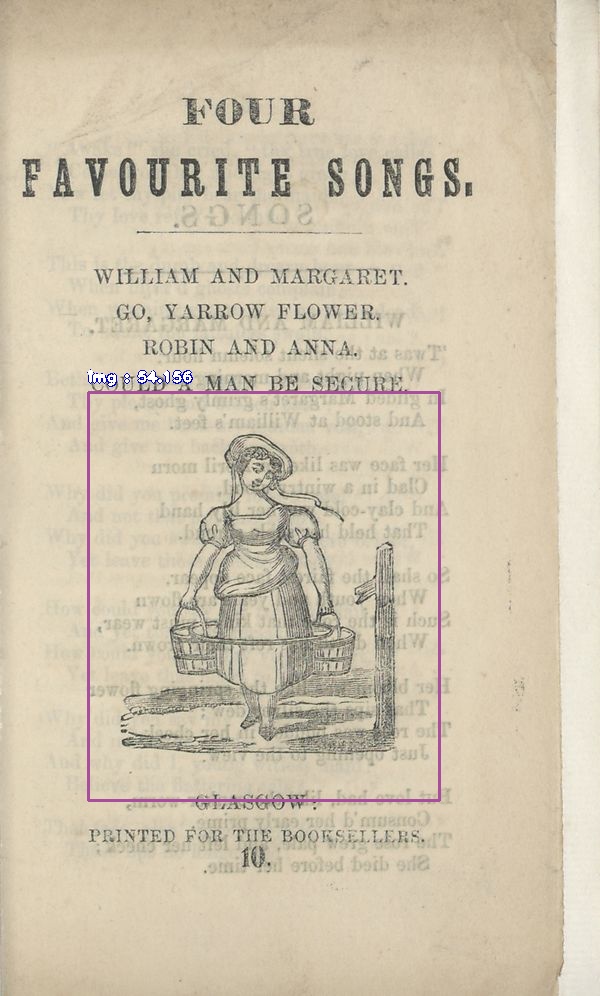 FOUR
FAVOURITE SONGS.
WILLIAM AND MARGARET.
GO, YARROW FLOWER.
ROBIN AND ANNA.
img : 54.156
COULD A MAN BE SECURE.
GLASGOW:
PRINTED FOR THE BOOKSELLERS.
10.